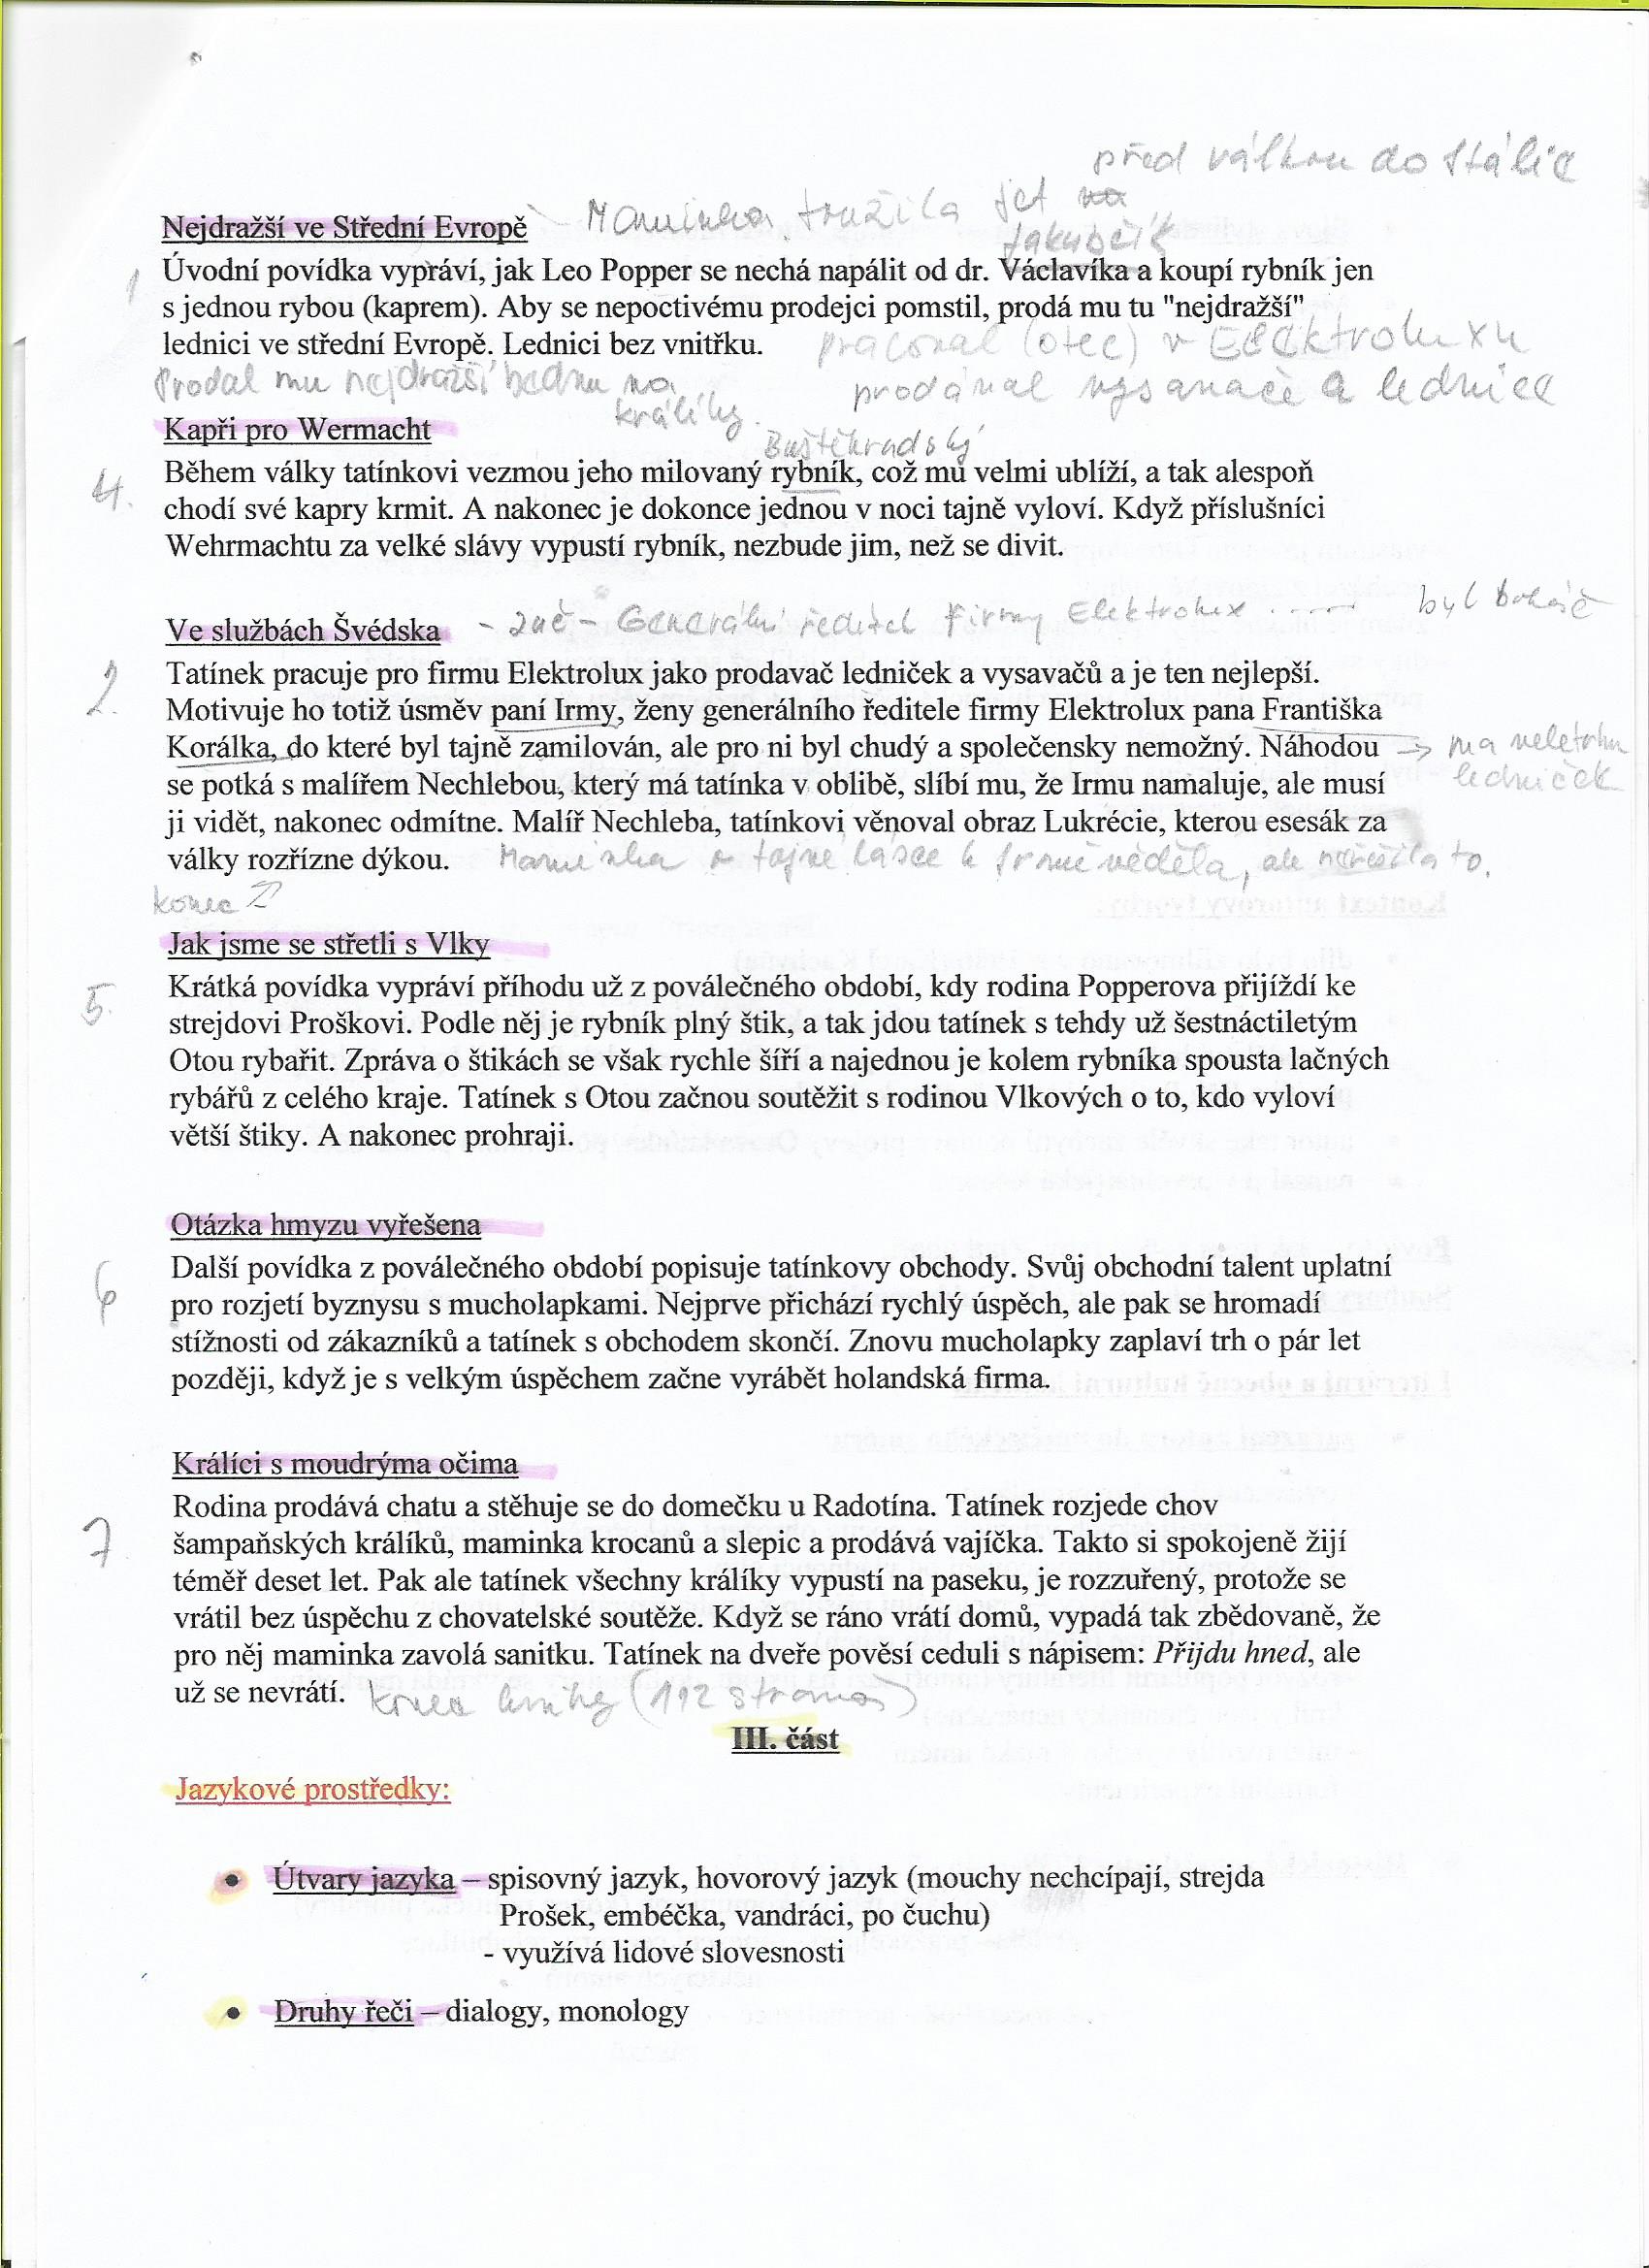 před válkou do Itálie
Nejdražší ve Střední Evropě - Maminka toužila jet na
Jakubčík
1 Úvodní povídka vypráví, jak Leo Popper se nechá napálit od dr. Václavíka a koupí rybník jen
s jednou rybou (kaprem). Aby se nepoctivému prodejci pomstil, prodá mu tu "nejdražší"
lednici ve střední Evropě. Lednici bez vnitřku. pracoval (otec) v Elektroluxu
Prodal mu nejdražší bednu na prodával vysavače a lednice
králíky.
Kapři pro Wermacht
Buštěhradský
4. Během války tatínkovi vezmou jeho milovaný rybník, což mu velmi ublíží, a tak alespoň
chodí své kapry krmit. A nakonec je dokonce jednou v noci tajně vyloví. Když příslušníci
Wehrmachtu za velké slávy vypustí rybník, nezbude jim, než se divit.
Ve službách Švédska - zač - Generální ředitel firmy Elektrolux ...... byl boháč
2. Tatínek pracuje pro firmu Elektrolux jako prodavač ledniček a vysavačů a je ten nejlepší.
Motivuje ho totiž úsměv paní Irmy, ženy generálního ředitele firmy Elektrolux pana Františka
Korálka, do které byl tajně zamilován, ale pro ni byl chudý a společensky nemožný. Náhodou → na veletrhu
se potká s malířem Nechlebou, který má tatínka v oblibě, slíbí mu, že Irmu namaluje, ale musí ledniček
ji vidět, nakonec odmítne. Malíř Nechleba, tatínkovi věnoval obraz Lukrécie, kterou esesák za
války rozřízne dýkou. Maminka o tajné lásce k Irmě věděla, ale neřešila to.
konec
Jak jsme se střetli s Vlky
5. Krátká povídka vypráví příhodu už z poválečného období, kdy rodina Popperova přijíždí ke
strejdovi Proškovi. Podle něj je rybník plný štik, a tak jdou tatínek s tehdy už šestnáctiletým
Otou rybařit. Zpráva o štikách se však rychle šíří a najednou je kolem rybníka spousta lačných
rybářů z celého kraje. Tatínek s Otou začnou soutěžit s rodinou Vlkových o to, kdo vyloví
větší štiky. A nakonec prohraji.
Otázka hmyzu vyřešena
6 Další povídka z poválečného období popisuje tatínkovy obchody. Svůj obchodní talent uplatní
pro rozjetí byznysu s mucholapkami. Nejprve přichází rychlý úspěch, ale pak se hromadí
stížnosti od zákazníků a tatínek s obchodem skončí. Znovu mucholapky zaplaví trh o pár let
později, když je s velkým úspěchem začne vyrábět holandská firma.
Králíci s moudrýma očima
7 Rodina prodává chatu a stěhuje se do domečku u Radotína. Tatínek rozjede chov
šampaňských králíků, maminka krocanů a slepic a prodává vajíčka. Takto si spokojeně žijí
téměř deset let. Pak ale tatínek všechny králíky vypustí na paseku, je rozzuřený, protože se
vrátil bez úspěchu z chovatelské soutěže. Když se ráno vrátí domů, vypadá tak zbědovaně, že
pro něj maminka zavolá sanitku. Tatínek na dveře pověsí ceduli s nápisem: Přijdu hned, ale
už se nevrátí. konec knihy (192 strana)
III. část
Jazykové prostředky:
• Útvary jazyka – spisovný jazyk, hovorový jazyk (mouchy nechcípají, strejda
Prošek, embéčka, vandráci, po čuchu)
- využívá lidové slovesnosti
• Druhy řeči – dialogy, monology